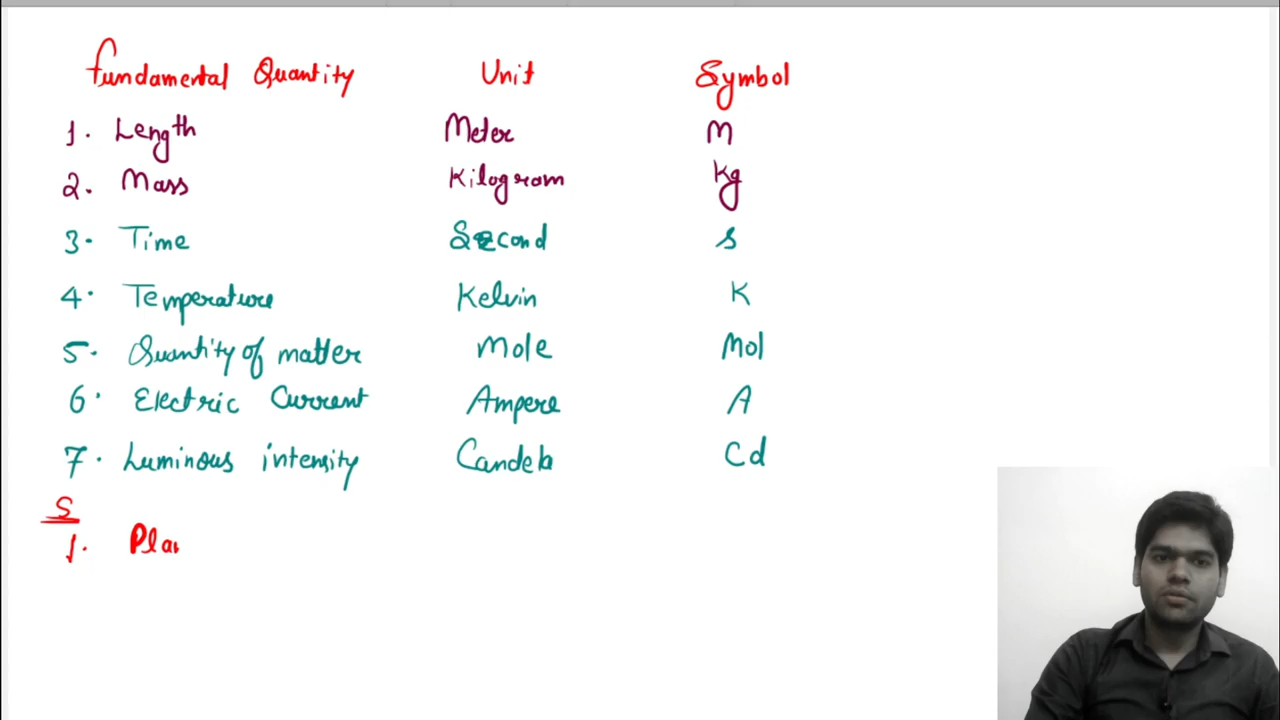 Fundamental Quantity Unit Symbol
1. Length Meter M
2. Mass Kilogram Kg
3. Time Second s
4. Temperature Kelvin K
5. Quantity of matter Mole Mol
6. Electric Current Ampere A
7. Luminous intensity Candela Cd
S
1. Plan